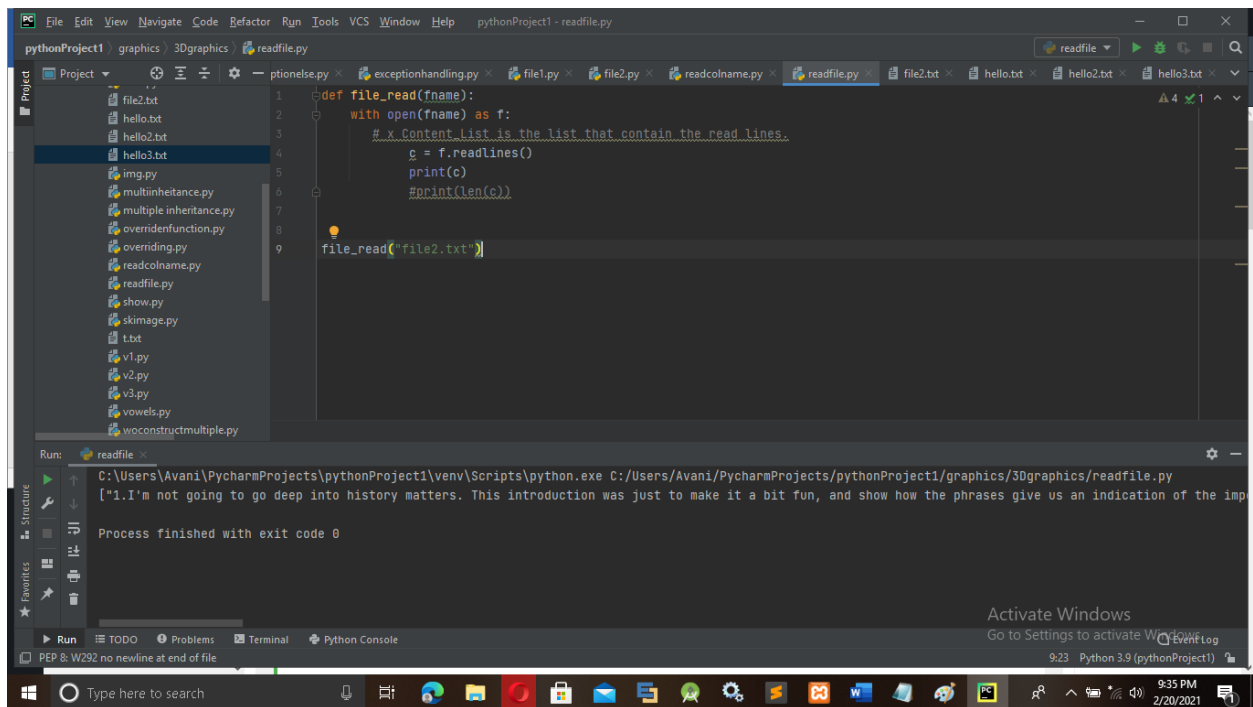 File Edit View Navigate Code Refactor Run Tools VCS Window Help pythonProject1 - readfile.py
pythonProject1 graphics 3Dgraphics readfile.py readfile
Project ptionelse.py exceptionhandling.py file1.py file2.py readcolname.py readfile.py file2.txt hello.txt hello2.txt hello3.txt
Project
file2.txt
hello.txt
hello2.txt
hello3.txt
img.py
multiinheitance.py
multiple inheritance.py
overridenfunction.py
overriding.py
readcolname.py
readfile.py
show.py
skimage.py
t.txt
v1.py
v2.py
v3.py
vowels.py
woconstructmultiple.py
1 def file_read(fname):
2 with open(fname) as f:
3 # x Content_List is the list that contain the read lines.
4 c = f.readlines()
5 print(c)
6 #print(len(c))
7
8
9 file_read("file2.txt")
4 1
Run: readfile
C:\Users\Avani\PycharmProjects\pythonProject1\venv\Scripts\python.exe C:/Users/Avani/PycharmProjects/pythonProject1/graphics/3Dgraphics/readfile.py
["1.I'm not going to go deep into history matters. This introduction was just to make it a bit fun, and show how the phrases give us an indication of the imp
Process finished with exit code 0
Structure
Favorites
Activate Windows
Go to Settings to activate Windows.
Run TODO Problems Terminal Python Console Event Log
PEP 8: W292 no newline at end of file 9:23 Python 3.9 (pythonProject1)
Type here to search
9:35 PM
2/20/2021